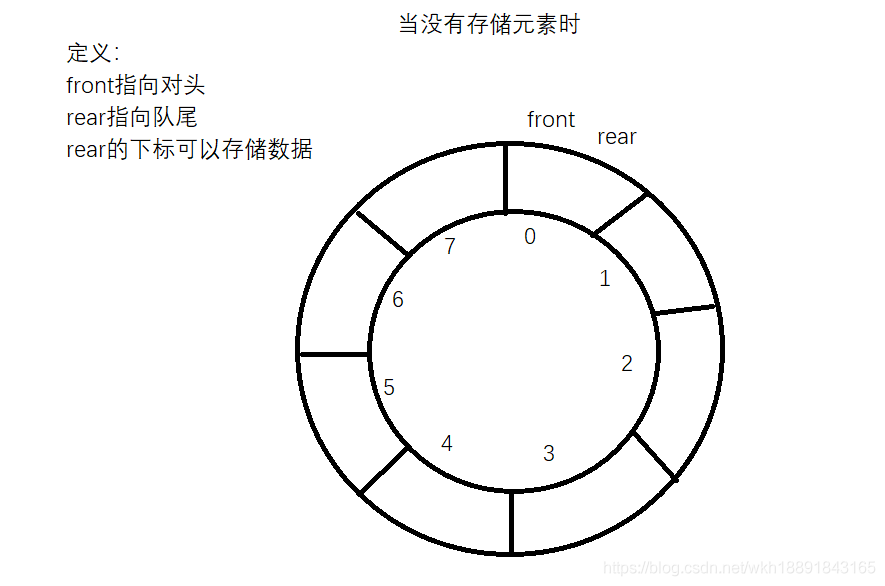 当没有存储元素时
定义：
front指向对头
rear指向队尾
rear的下标可以存储数据
front
rear
7
0
6
1
5
2
4
3
https://blog.csdn.net/wkh18891843165